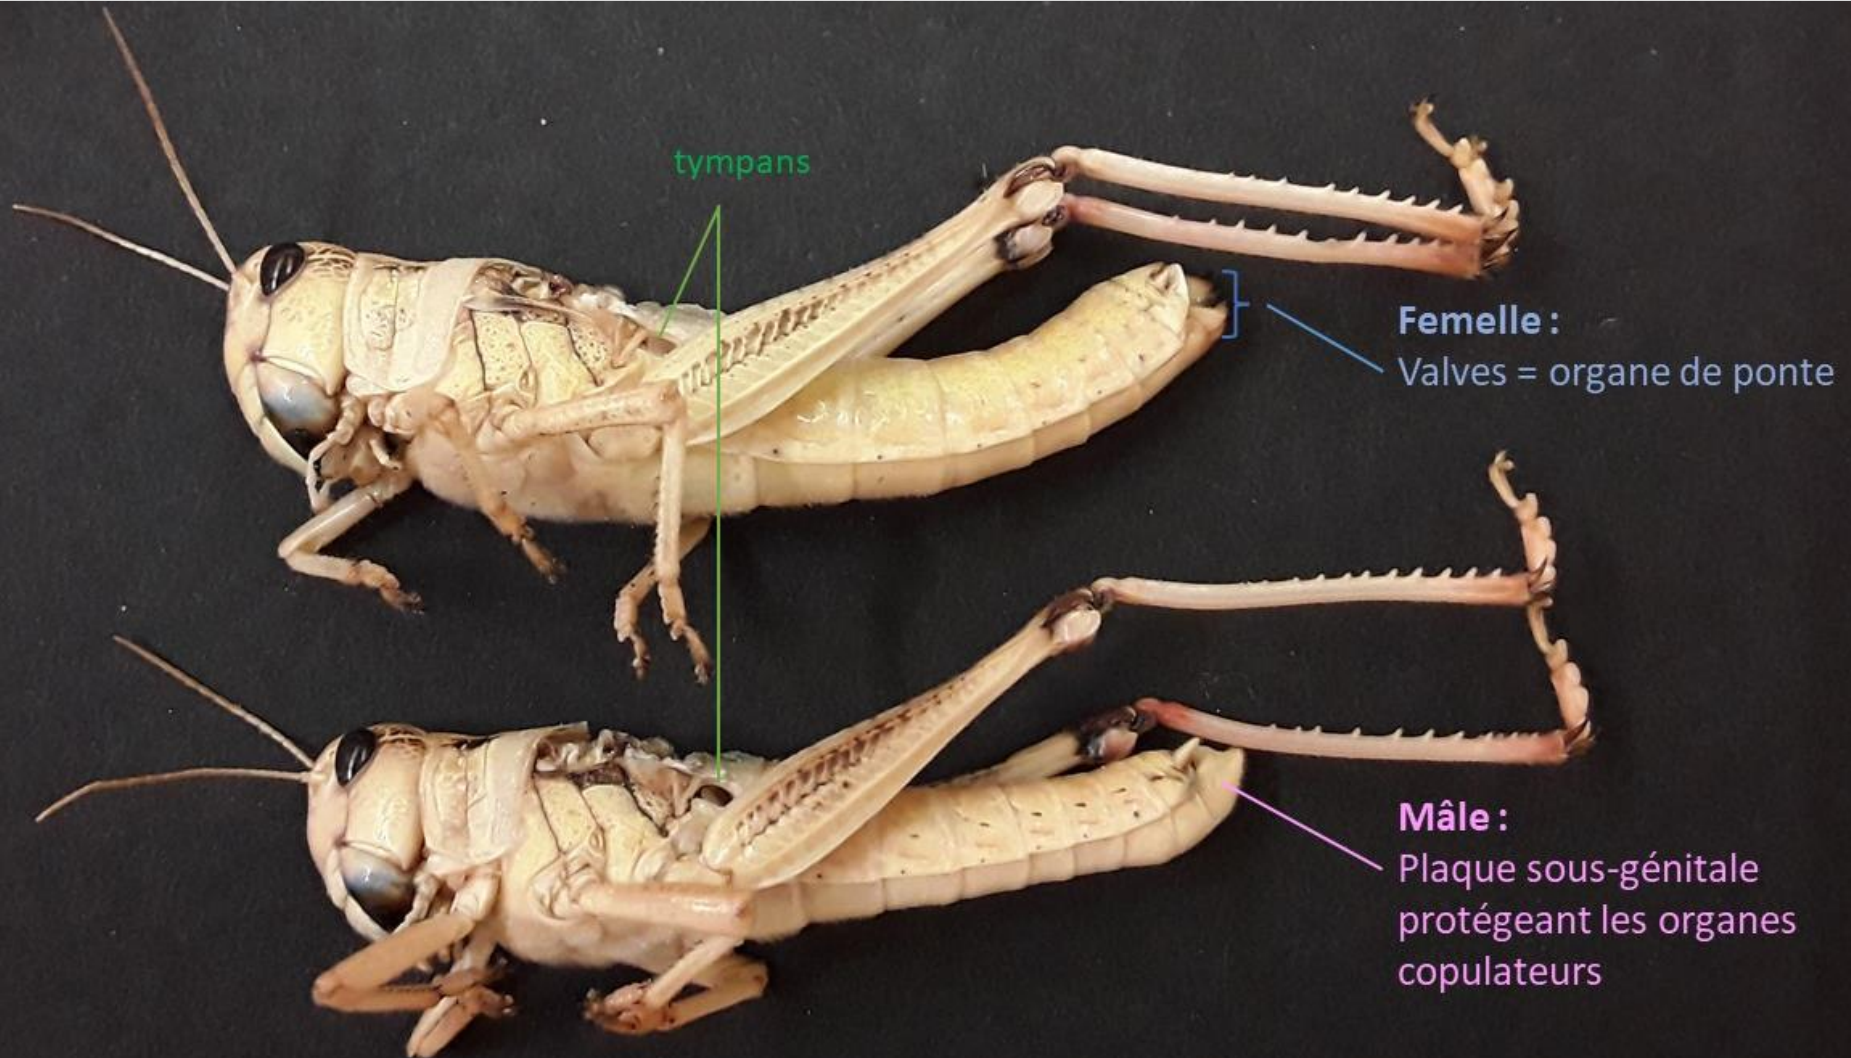 tympans
Femelle :
Valves = organe de ponte
Mâle :
Plaque sous-génitale
protégeant les organes
copulateurs